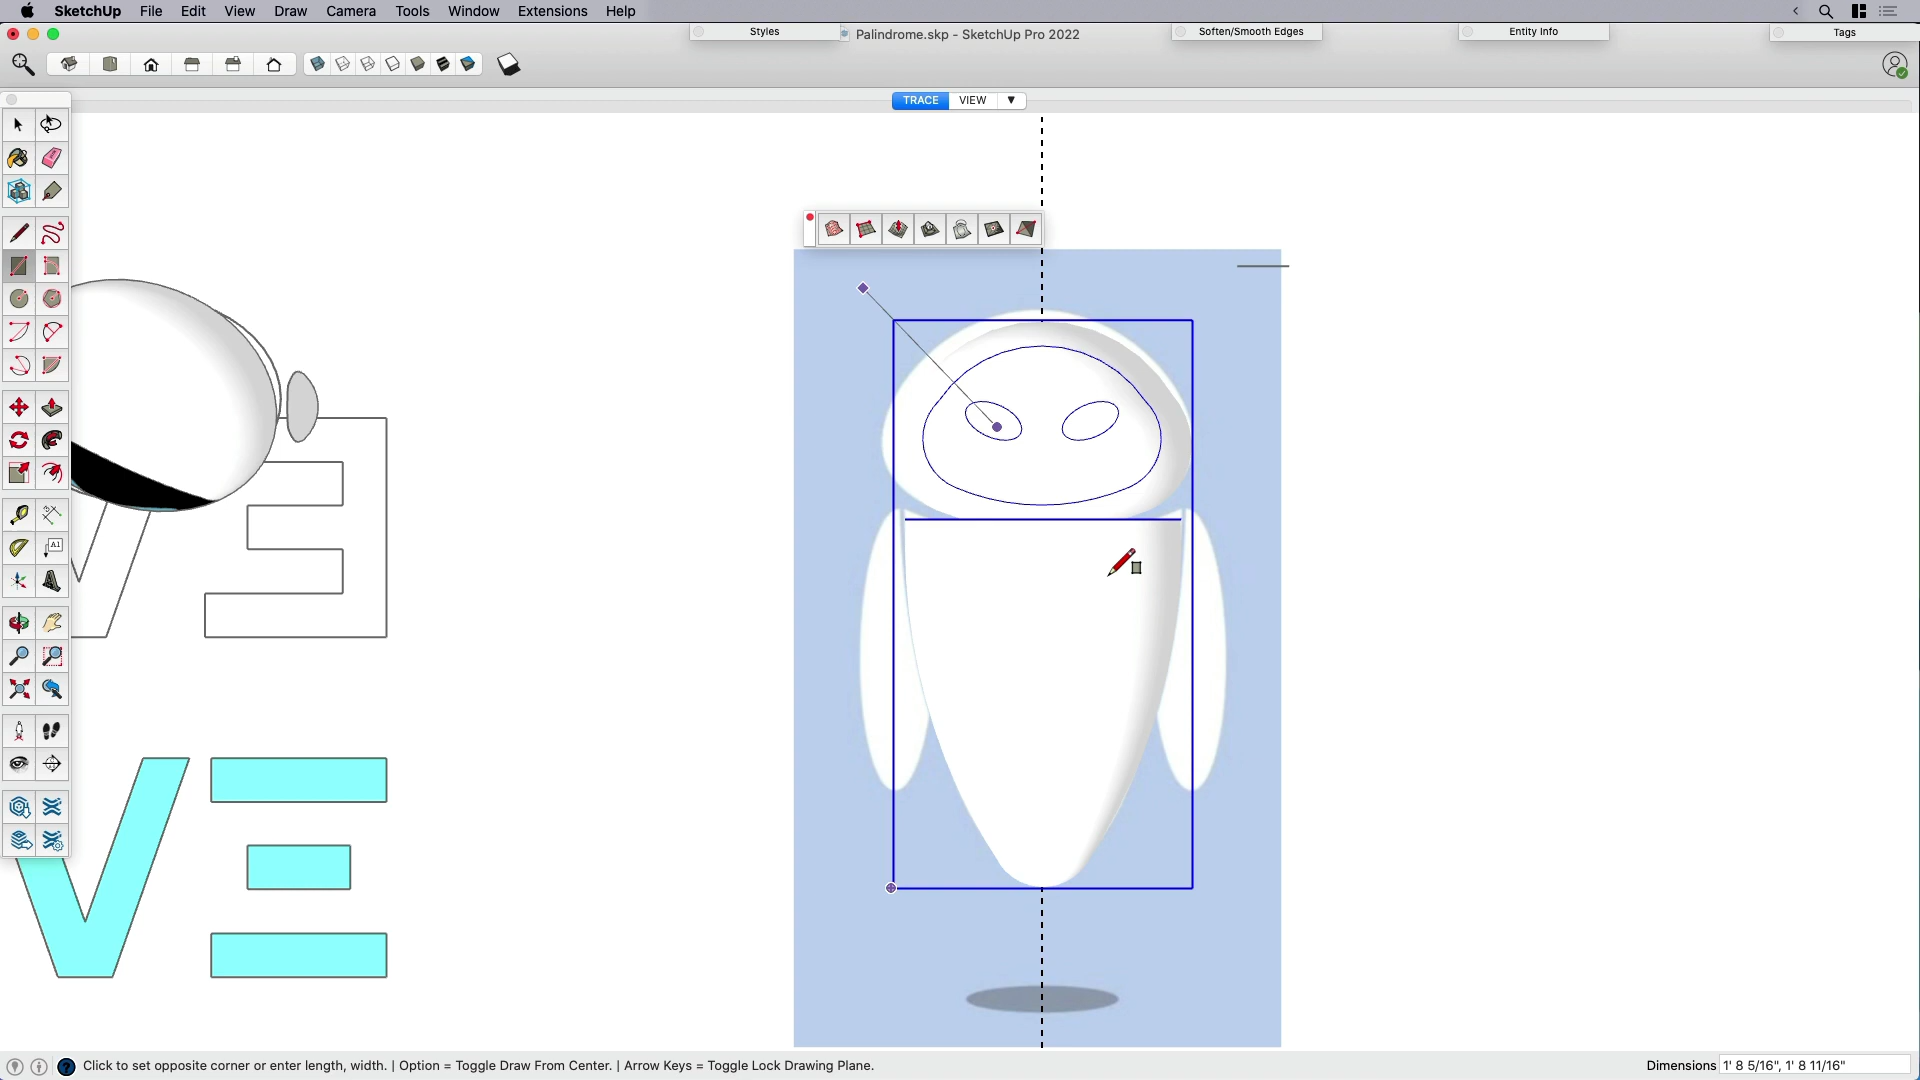 SketchUp File Edit View Draw Camera Tools Window Extensions Help
Styles
Palindrome.skp - SketchUp Pro 2022
Soften/Smooth Edges
Entity Info
Tags
TRACE VIEW
A1
VE
Click to set opposite corner or enter length, width. | Option = Toggle Draw From Center. | Arrow Keys = Toggle Lock Drawing Plane.
Dimensions 1' 8 5/16", 1' 8 11/16"